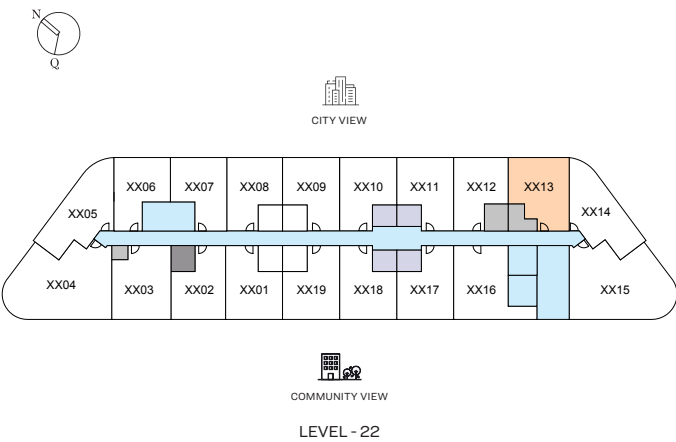 N
Q
CITY VIEW
XX06 XX07 XX08 XX09 XX10 XX11 XX12 XX13
XX05 XX14
XX04 XX03 XX02 XX01 XX19 XX18 XX17 XX16 XX15
COMMUNITY VIEW
LEVEL - 22